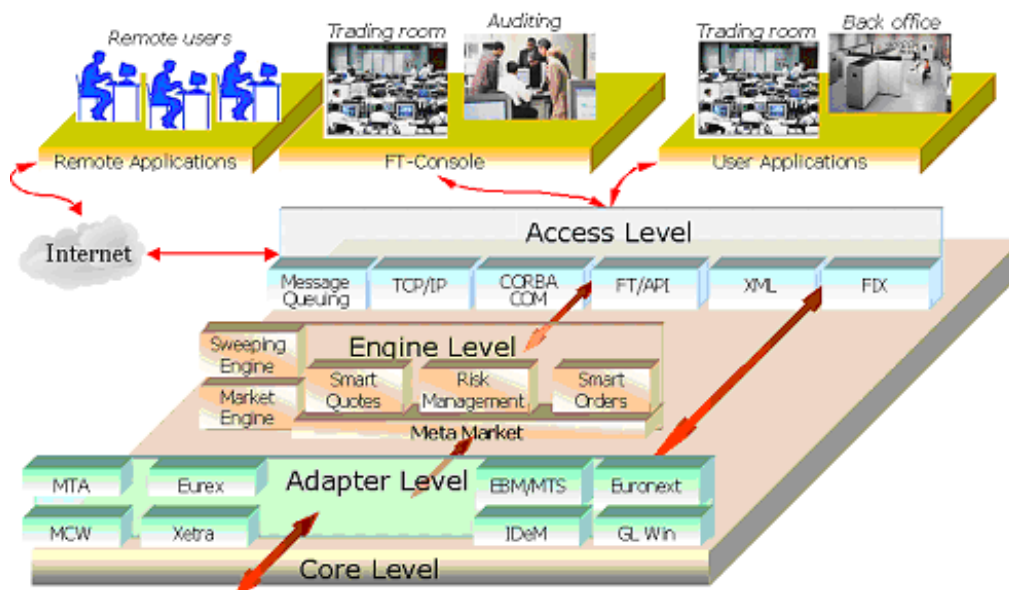 Remote users
Trading room
Auditing
Trading room
Back office
Remote Applications
FT-Console
User Applications
Internet
Access Level
Message
Queuing
TCP/IP
CORBA
COM
FT/API
XML
FIX
Engine Level
Sweeping
Engine
Market
Engine
Smart
Quotes
Risk
Management
Smart
Orders
Meta Market
Adapter Level
MTA
Eurex
EBM/MTS
Euronext
MCW
Xetra
IDeM
GL Win
Core Level